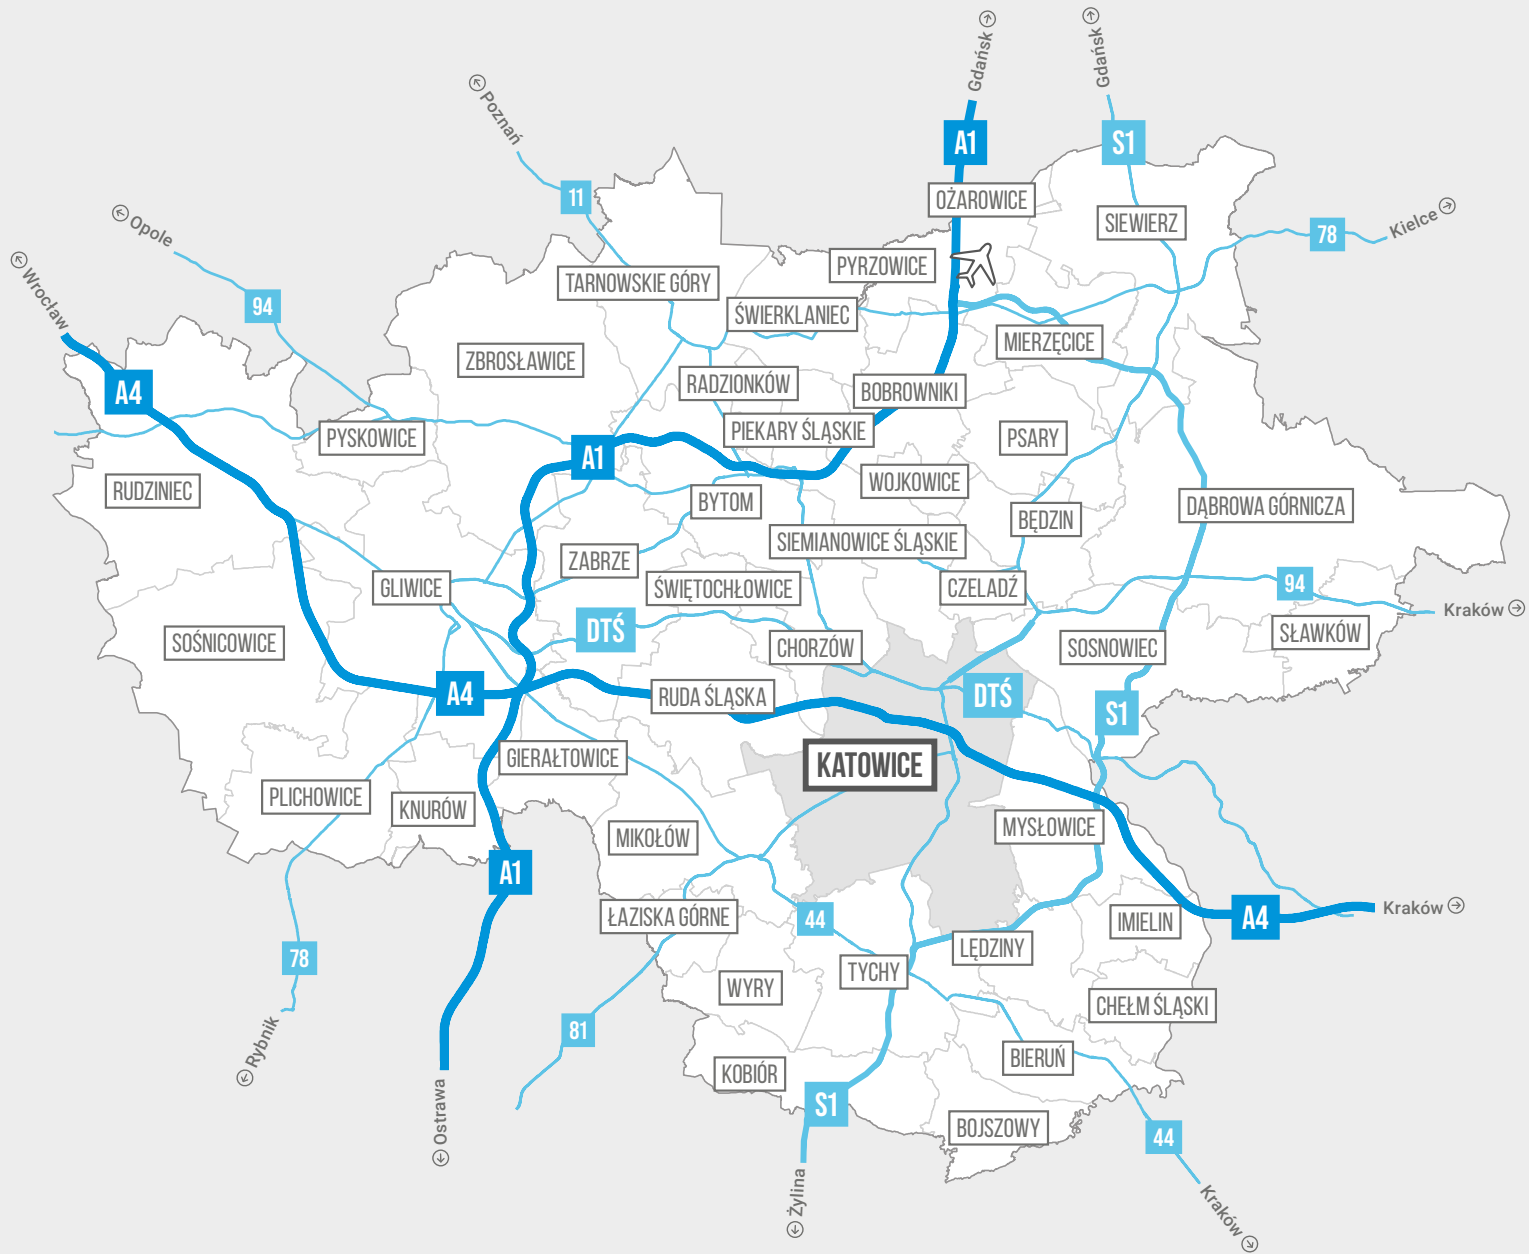 Gdańsk
Gdańsk
Poznań
A1
S1
11
OŻAROWICE
Opole
SIEWIERZ
78
Kielce
Wrocław
PYRZOWICE
TARNOWSKIE GÓRY
94
ŚWIERKLANIEC
MIERZĘCICE
ZBROSŁAWICE
A4
RADZIONKÓW
BOBROWNIKI
PIEKARY ŚLĄSKIE
PYSKOWICE
PSARY
A1
WOJKOWICE
RUDZINIEC
BYTOM
DĄBROWA GÓRNICZA
BĘDZIN
SIEMIANOWICE ŚLĄSKIE
ZABRZE
GLIWICE
ŚWIĘTOCHŁOWICE
CZELADŹ
94
Kraków
DTŚ
SŁAWKÓW
SOŚNICOWICE
CHORZÓW
SOSNOWIEC
A4
RUDA ŚLĄSKA
DTŚ
S1
GIERAŁTOWICE
KATOWICE
PLICHOWICE
KNURÓW
MIKOŁÓW
MYSŁOWICE
A1
Kraków
ŁAZISKA GÓRNE
44
IMIELIN
A4
LĘDZINY
78
TYCHY
WYRY
CHEŁM ŚLĄSKI
81
Rybnik
BIERUŃ
KOBIÓR
S1
Ostrawa
BOJSZOWY
44
Żylina
Kraków